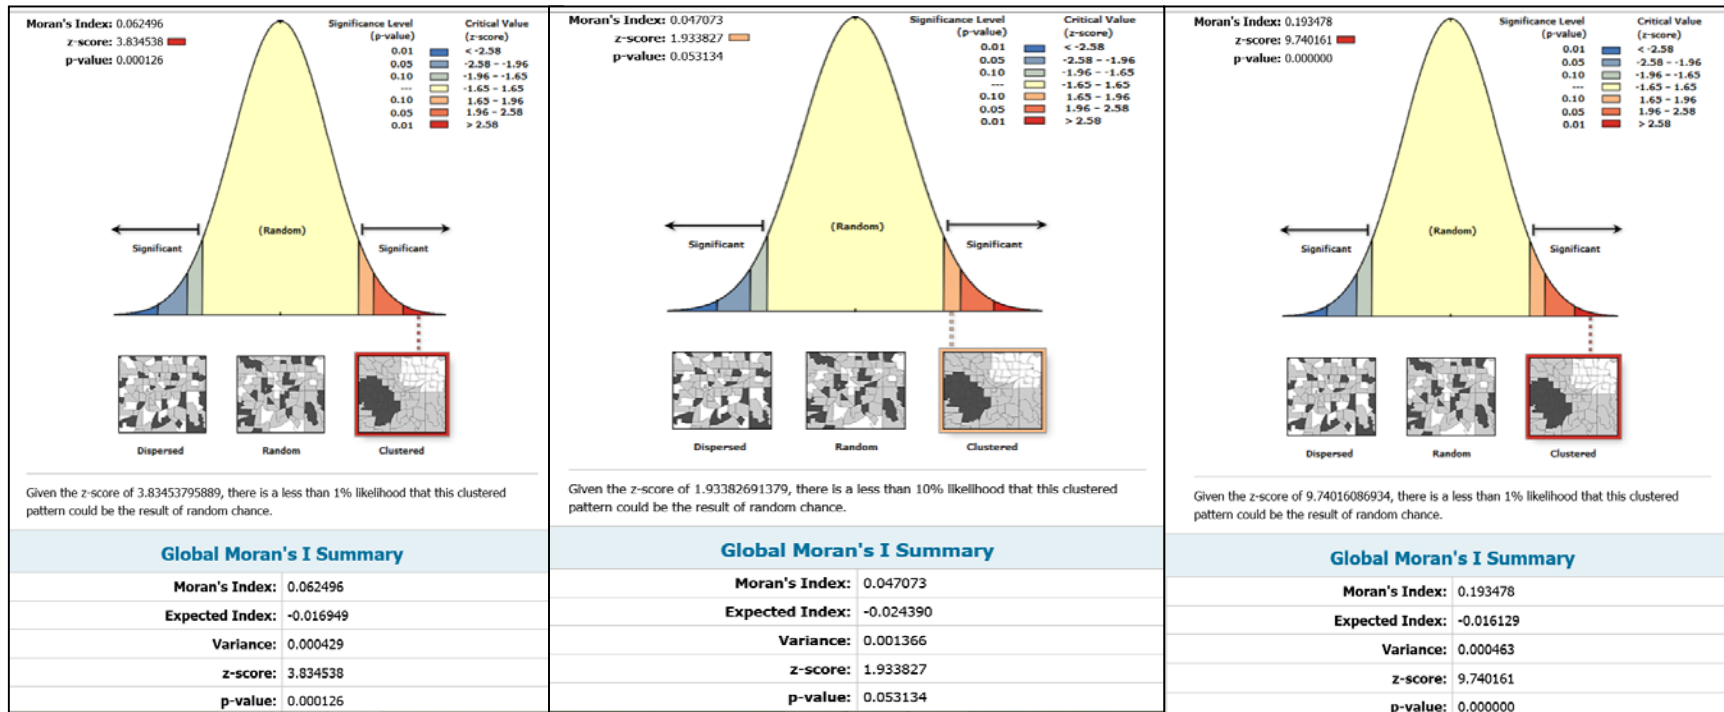 Moran's Index: 0.062496
z-score: 3.834538
p-value: 0.000126
Significance Level
(p-value)
Critical Value
(z-score)
0.01 < -2.58
0.05 -2.58 - -1.96
0.10 -1.96 - -1.65
--- -1.65 - 1.65
0.10 1.65 - 1.96
0.05 1.96 - 2.58
0.01 > 2.58
(Random)
Significant
Significant
Dispersed
Random
Clustered
Given the z-score of 3.83453795889, there is a less than 1% likelihood that this clustered
pattern could be the result of random chance.
Global Moran's I Summary
Moran's Index: 0.062496
Expected Index: -0.016949
Variance: 0.000429
z-score: 3.834538
p-value: 0.000126
Moran's Index: 0.047073
z-score: 1.933827
p-value: 0.053134
Significance Level
(p-value)
Critical Value
(z-score)
0.01 < -2.58
0.05 -2.58 - -1.96
0.10 -1.96 - -1.65
--- -1.65 - 1.65
0.10 1.65 - 1.96
0.05 1.96 - 2.58
0.01 > 2.58
(Random)
Significant
Significant
Dispersed
Random
Clustered
Given the z-score of 1.93382691379, there is a less than 10% likelihood that this clustered
pattern could be the result of random chance.
Global Moran's I Summary
Moran's Index: 0.047073
Expected Index: -0.024390
Variance: 0.001366
z-score: 1.933827
p-value: 0.053134
Moran's Index: 0.193478
z-score: 9.740161
p-value: 0.000000
Significance Level
(p-value)
Critical Value
(z-score)
0.01 < -2.58
0.05 -2.58 - -1.96
0.10 -1.96 - -1.65
--- -1.65 - 1.65
0.10 1.65 - 1.96
0.05 1.96 - 2.58
0.01 > 2.58
(Random)
Significant
Significant
Dispersed
Random
Clustered
Given the z-score of 9.74016086934, there is a less than 1% likelihood that this clustered
pattern could be the result of random chance.
Global Moran's I Summary
Moran's Index: 0.193478
Expected Index: -0.016129
Variance: 0.000463
z-score: 9.740161
p-value: 0.000000